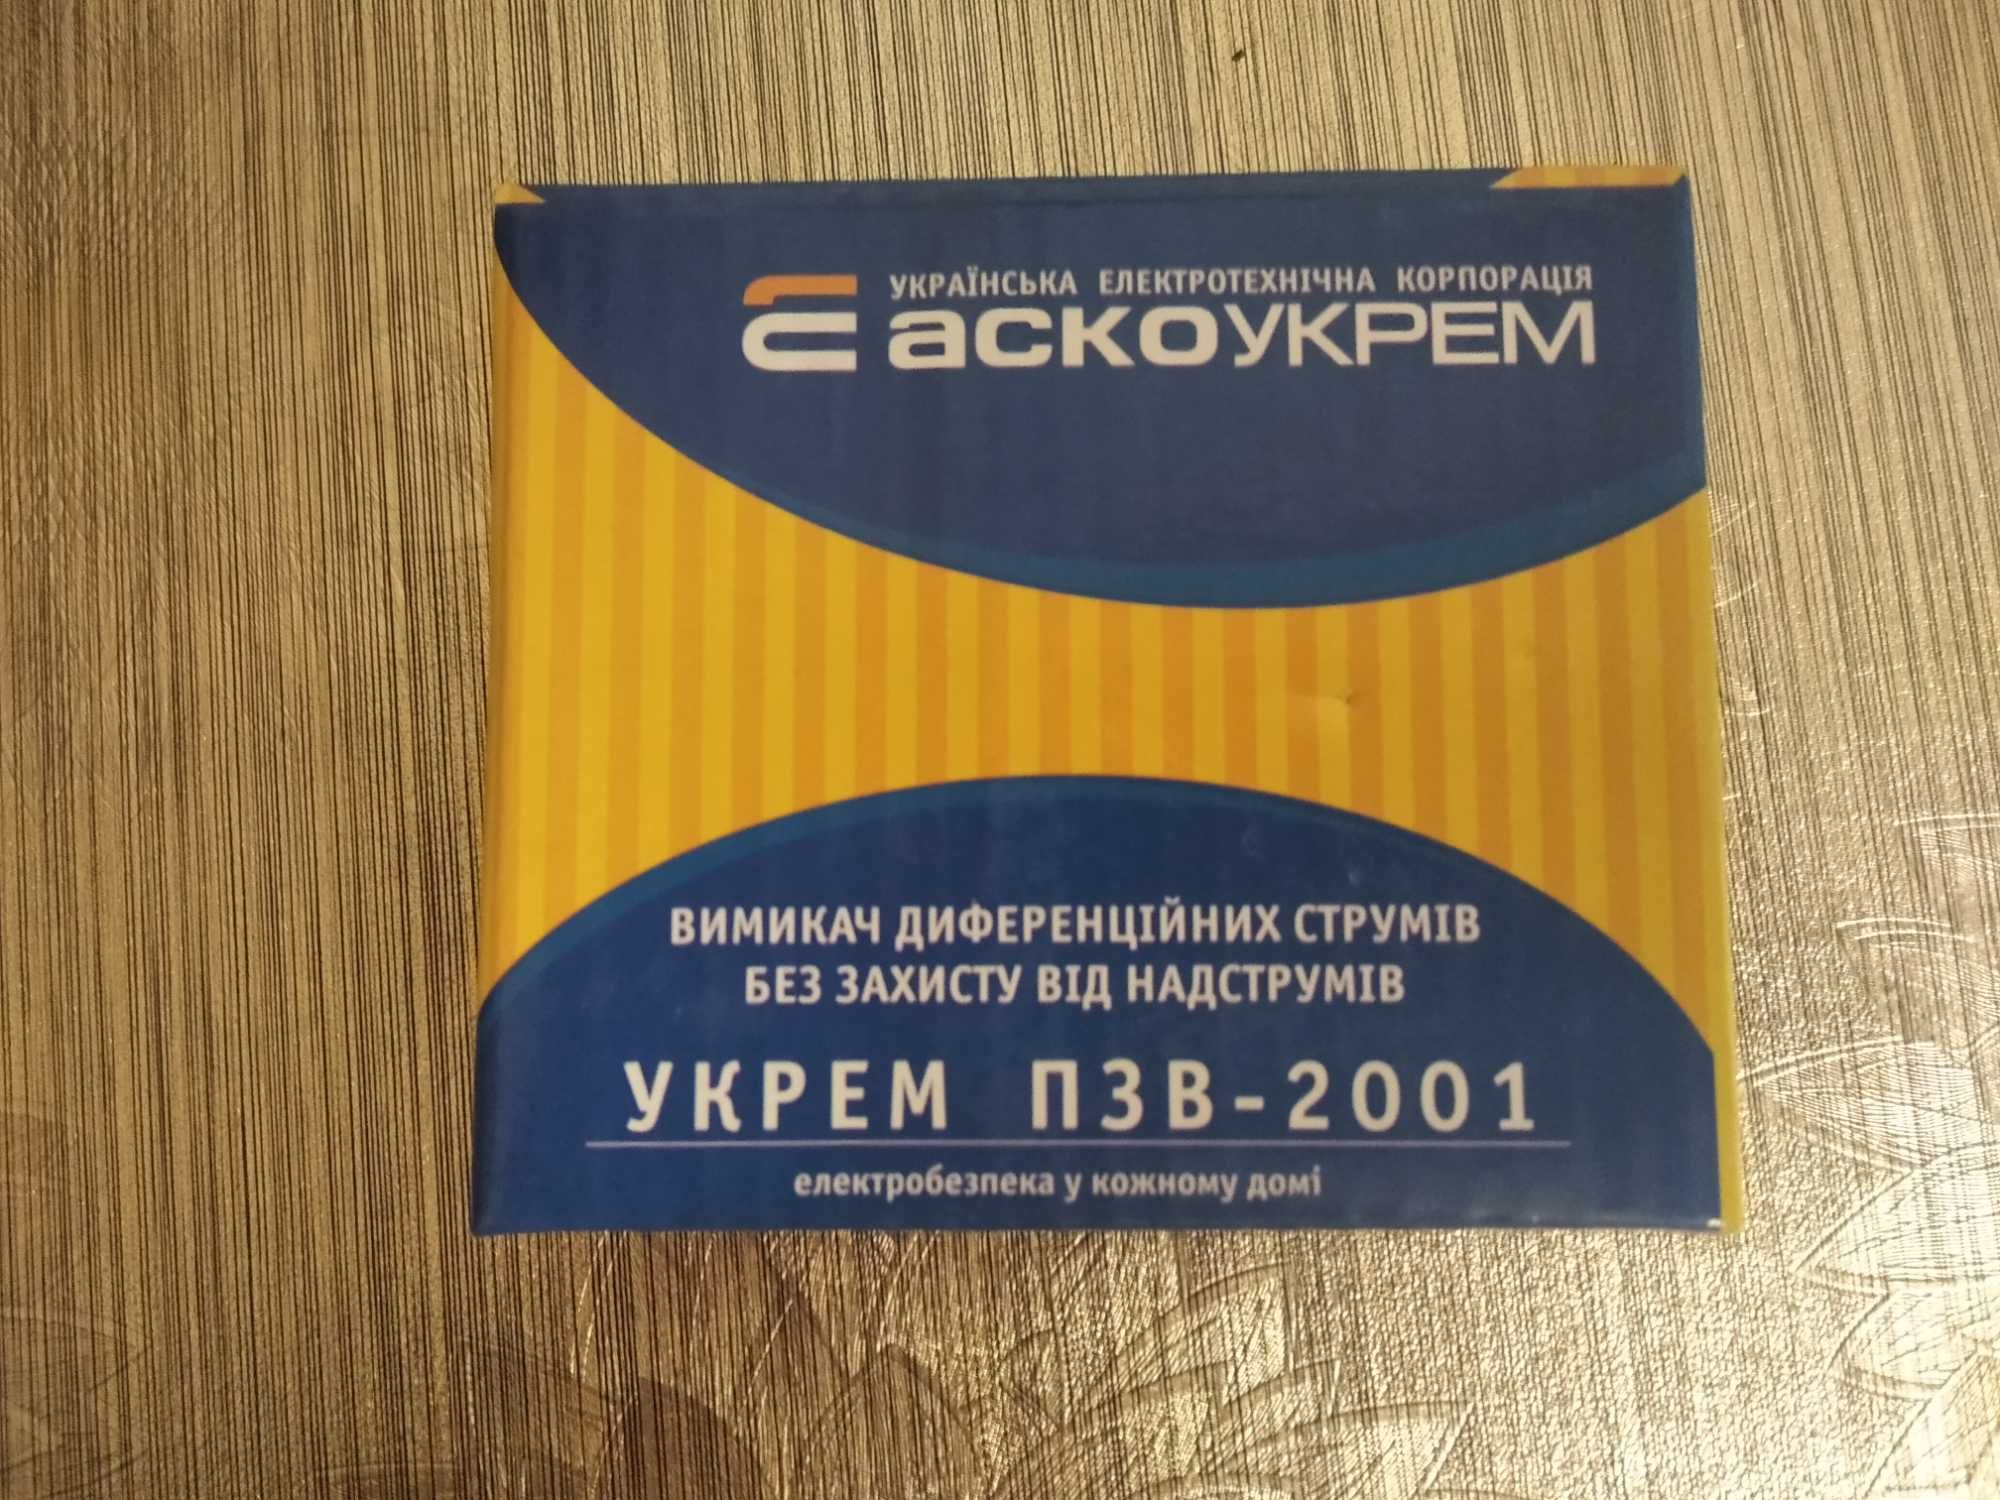 УКРАЇНСЬКА ЕЛЕКТРОТЕХНІЧНА КОРПОРАЦІЯ
аскоУКРЕМ
ВИМИКАЧ ДИФЕРЕНЦІЙНИХ СТРУМІВ
БЕЗ ЗАХИСТУ ВІД НАДСТРУМІВ
УКРЕМ ПЗВ-2001
електробезпека у кожному домі